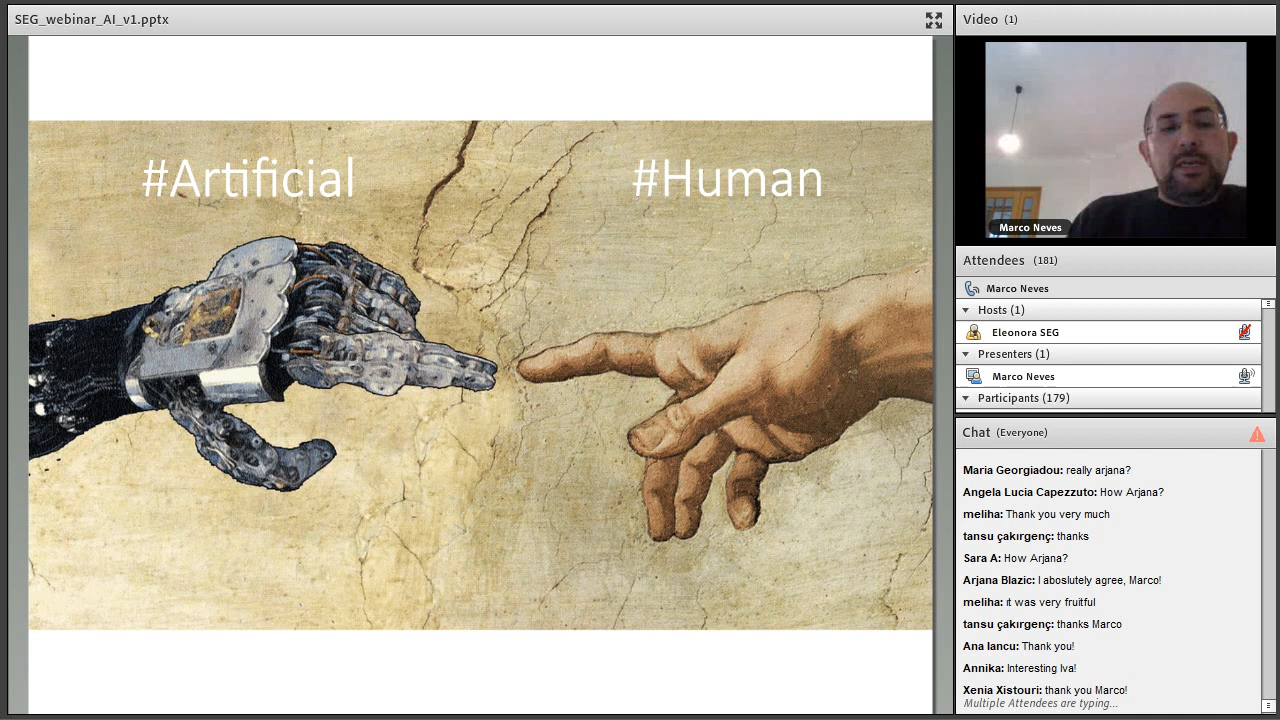 SEG_webinar_AI_v1.pptx
#Artificial
#Human
Video (1)
Marco Neves
Attendees (181)
Marco Neves
Hosts (1)
Eleonora SEG
Presenters (1)
Marco Neves
Participants (179)
Chat (Everyone)
Maria Georgiadou: really arjana?
Angela Lucia Capezzuto: How Arjana?
meliha: Thank you very much
tansu çakırgenç: thanks
Sara A: How Arjana?
Arjana Blazic: I aboslutely agree, Marco!
meliha: it was very fruitful
tansu çakırgenç: thanks Marco
Ana Iancu: Thank you!
Annika: Interesting Iva!
Xenia Xistouri: thank you Marco!
Multiple Attendees are typing...